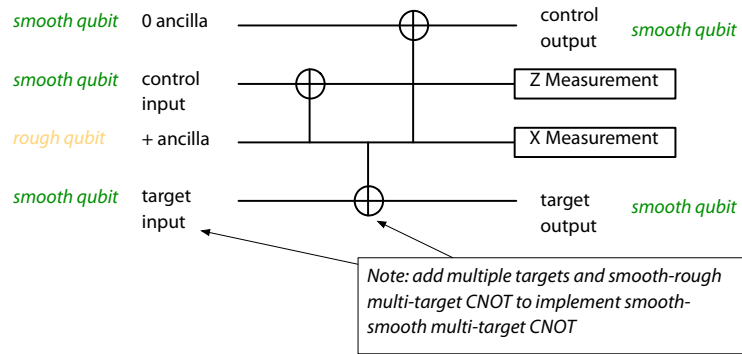 smooth qubit 0 ancilla control output smooth qubit
smooth qubit control input Z Measurement
rough qubit + ancilla X Measurement
smooth qubit target input target output smooth qubit
Note: add multiple targets and smooth-rough
multi-target CNOT to implement smooth-
smooth multi-target CNOT